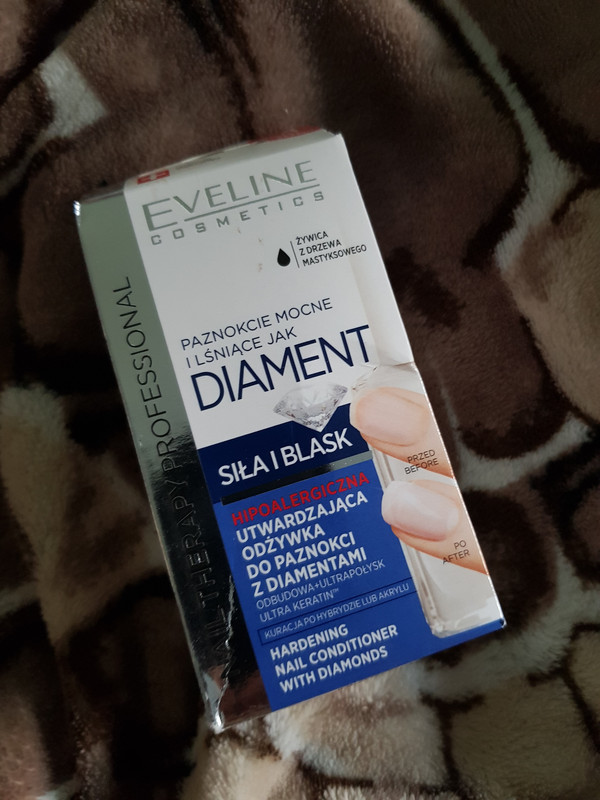 EVELINE
COSMETICS
ŻYWICA
Z DRZEWA
MASTYKSOWEGO
PAZNOKCIE MOCNE
I LŚNIĄCE JAK
DIAMENT
SIŁA I BLASK
HIPOALERGICZNA
UTWARDZAJĄCA
ODŻYWKA
DO PAZNOKCI
Z DIAMENTAMI
ODBUDOWA+ULTRAPOŁYSK
ULTRA KERATIN™
KURACJA PO HYBRYDZIE LUB AKRYLU
HARDENING
NAIL CONDITIONER
WITH DIAMONDS
PRZED
BEFORE
PO
AFTER
NAIL THERAPY PROFESSIONAL